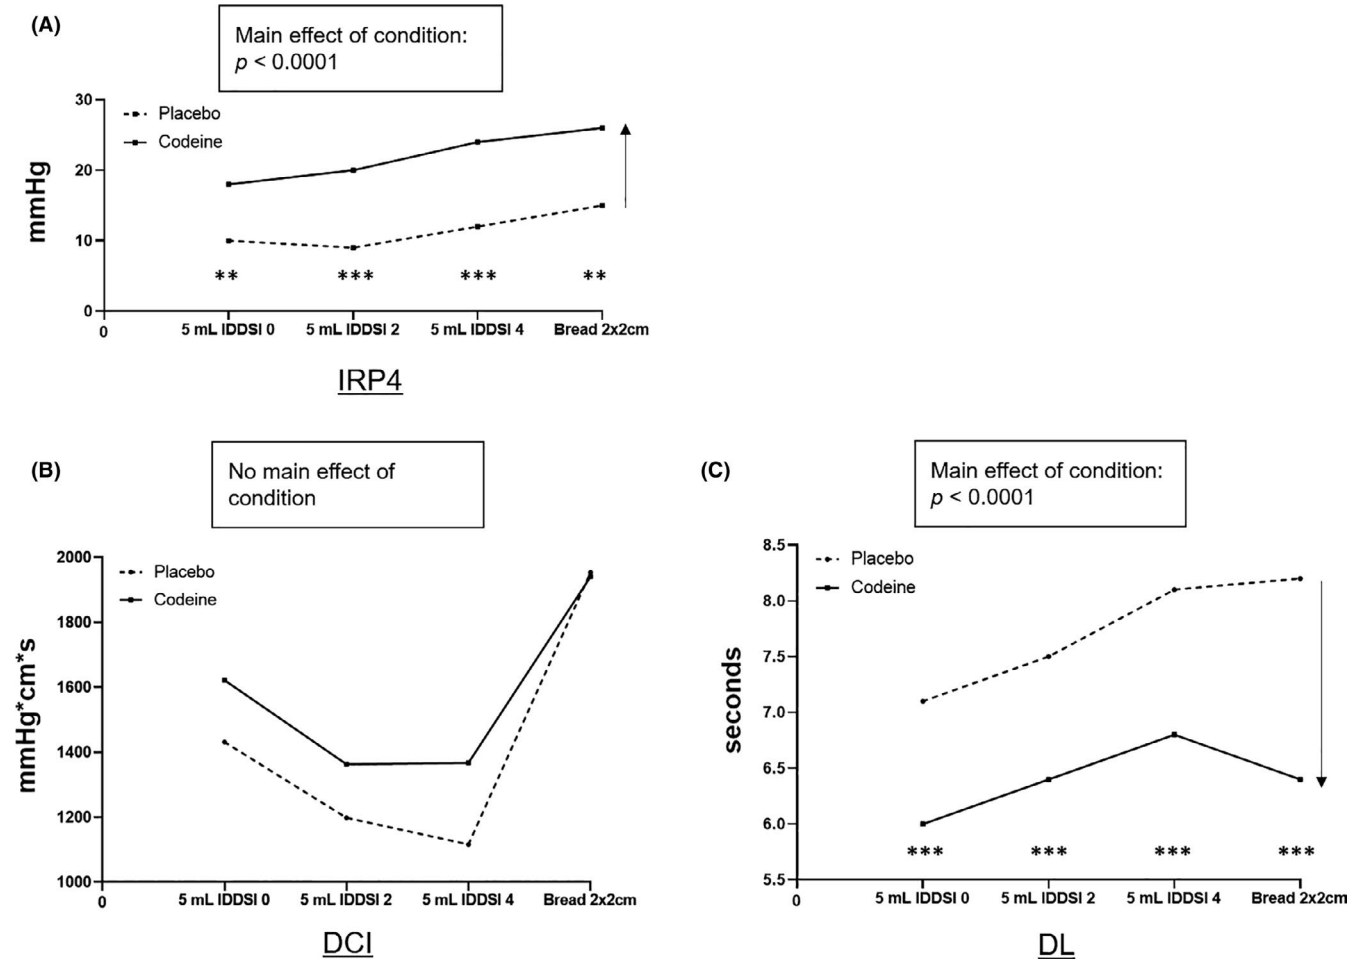 (A)
Main effect of condition:
p < 0.0001
30
20
10
0
mmHg
Placebo
Codeine
**
***
***
**
0
5 mL IDDSI 0
5 mL IDDSI 2
5 mL IDDSI 4
Bread 2x2cm
IRP4
(B)
No main effect of
condition
2000
1800
1600
1400
1200
1000
mmHg*cm*s
Placebo
Codeine
0
5 mL IDDSI 0
5 mL IDDSI 2
5 mL IDDSI 4
Bread 2x2cm
DCI
(C)
Main effect of condition:
p < 0.0001
8.5
8.0
7.5
7.0
6.5
6.0
5.5
seconds
Placebo
Codeine
***
***
***
***
0
5 mL IDDSI 0
5 mL IDDSI 2
5 mL IDDSI 4
Bread 2x2cm
DL